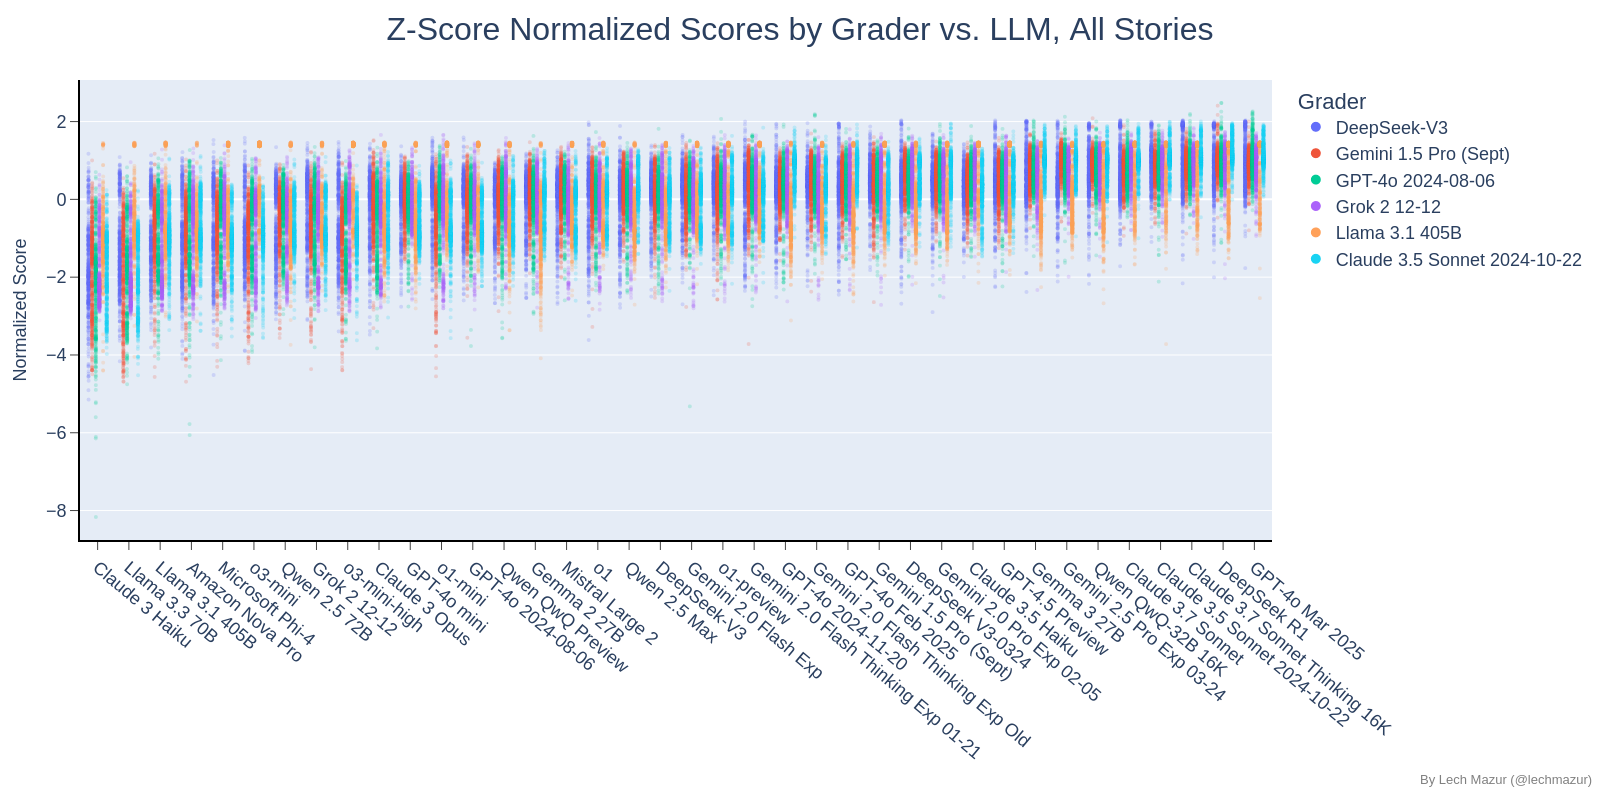 Z-Score Normalized Scores by Grader vs. LLM, All Stories
Grader
DeepSeek-V3
Gemini 1.5 Pro (Sept)
GPT-4o 2024-08-06
Grok 2 12-12
Llama 3.1 405B
Claude 3.5 Sonnet 2024-10-22
Normalized Score
2
0
−2
−4
−6
−8
Claude 3 Haiku
Llama 3.3 70B
Llama 3.1 405B
Amazon Nova Pro
Microsoft Phi-4
o3-mini
Qwen 2.5 72B
Grok 2 12-12
o3-mini-high
Claude 3 Opus
GPT-4o mini
o1-mini
GPT-4o 2024-08-06
Qwen QwQ Preview
Gemma 2 27B
Mistral Large 2
o1
Qwen 2.5 Max
DeepSeek-V3
Gemini 2.0 Flash Exp
o1-preview
Gemini 2.0 Flash Thinking Exp 01-21
GPT-4o 2024-11-20
Gemini 2.0 Flash Thinking Exp Old
GPT-4o Feb 2025
Gemini 1.5 Pro (Sept)
DeepSeek V3-0324
Gemini 2.0 Pro Exp 02-05
Claude 3.5 Haiku
GPT-4.5 Preview
Gemma 3 27B
Gemini 2.5 Pro Exp 03-24
Qwen QwQ-32B 16K
Claude 3.7 Sonnet
Claude 3.5 Sonnet 2024-10-22
Claude 3.7 Sonnet Thinking 16K
DeepSeek R1
GPT-4o Mar 2025
By Lech Mazur (@lechmazur)